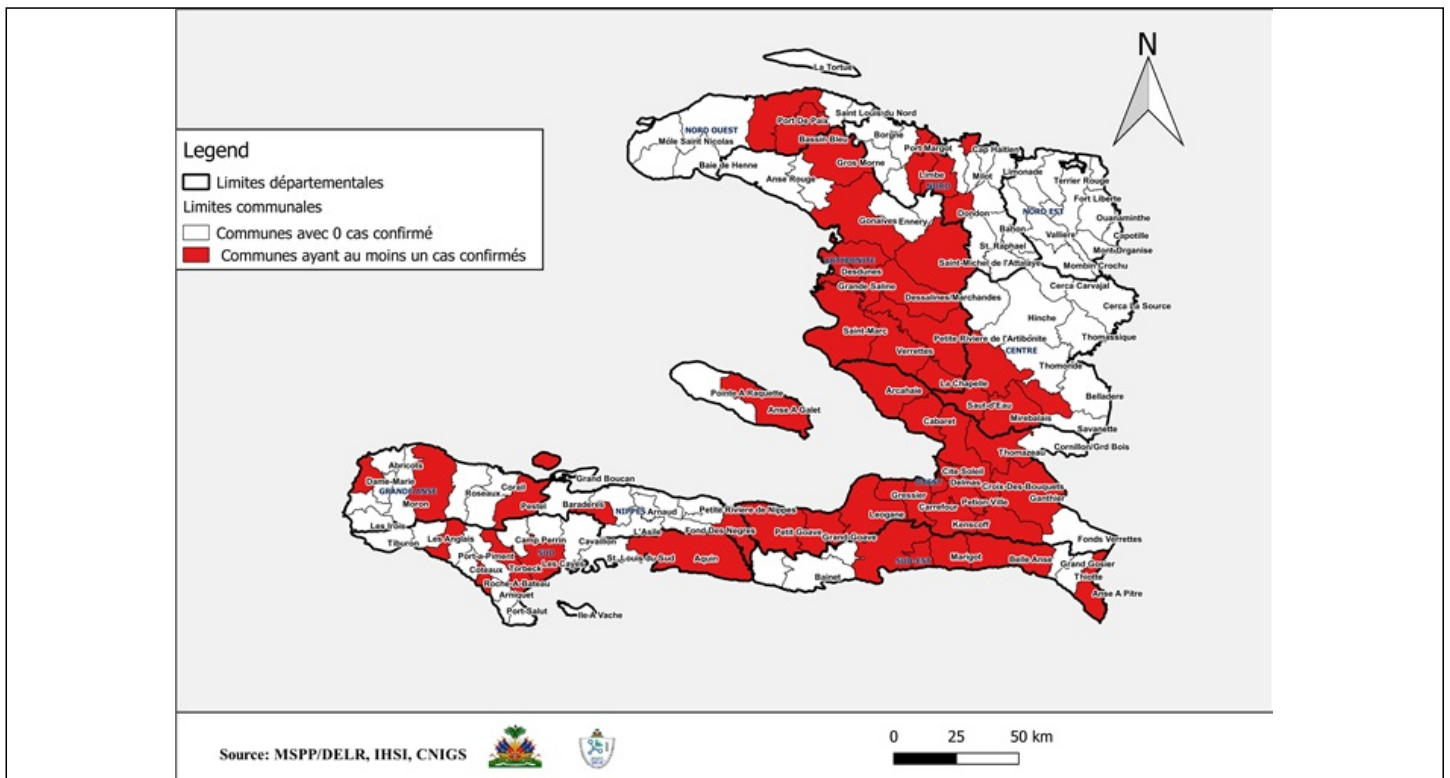 N
La Tortue
Saint Louis du Nord
Port De Paix
NORD OUEST
Môle Saint Nicolas
Bassin Bleu
Borgne
Port Margot
Cap Haitien
Baie de Henne
Gros Morne
Limbe
NORD
Milot
Limonade
Terrier Rouge
Anse Rouge
Fort Liberte
Gonaives
Ennery
Dondon
NORD EST
Ouanaminthe
Bahon
Valliere
Capotille
St. Raphael
Mont-Organise
Saint-Michel de l'Attalaye
Mombin Crochu
Desdunes
Grande Saline
Cerca Carvajal
Dessalines/Marchandes
Cerca La Source
Hinche
Saint-Marc
Petite Riviere de l'Artibonite
Thomassique
Verrettes
CENTRE
Thomonde
La Chapelle
Arcahaie
Belladere
Pointe A Raquette
Saut-d'Eau
Anse A Galet
Cabaret
Mirebalais
Savanette
Cornillon/Grd Bois
Thomazeau
Abricots
Grand Boucan
Cite Soleil
Dame-Marie
Corail
Delmas
Croix-Des-Bouquets
GRANDE ANSE
Roseaux
Gressier
Ganthier
Moron
Pestel
Baraderes
NIPPES
Arnaud
Petite Riviere de Nippes
Leogane
Carrefour
Petion Ville
Les Irois
L'Asile
Fond Des Negres
Petit Goave
Kenscoff
Tiburon
Les Anglais
Camp Perrin
Cavaillon
Grand Goave
Fonds Verrettes
Port-a-Piment
SUD
Les Cayes
St. Louis du Sud
Aquin
SUD EST
Marigot
Belle Anse
Grand Gosier
Coteaux
Torbeck
Bainet
Thiotte
Roche-A-Bateau
Arniquet
Anse A Pitre
Port-Salut
Ile A Vache
Legend
Limites départementales
Limites communales
Communes avec 0 cas confirmé
Communes ayant au moins un cas confirmés
Source: MSPP/DELR, IHSI, CNIGS
0 25 50 km